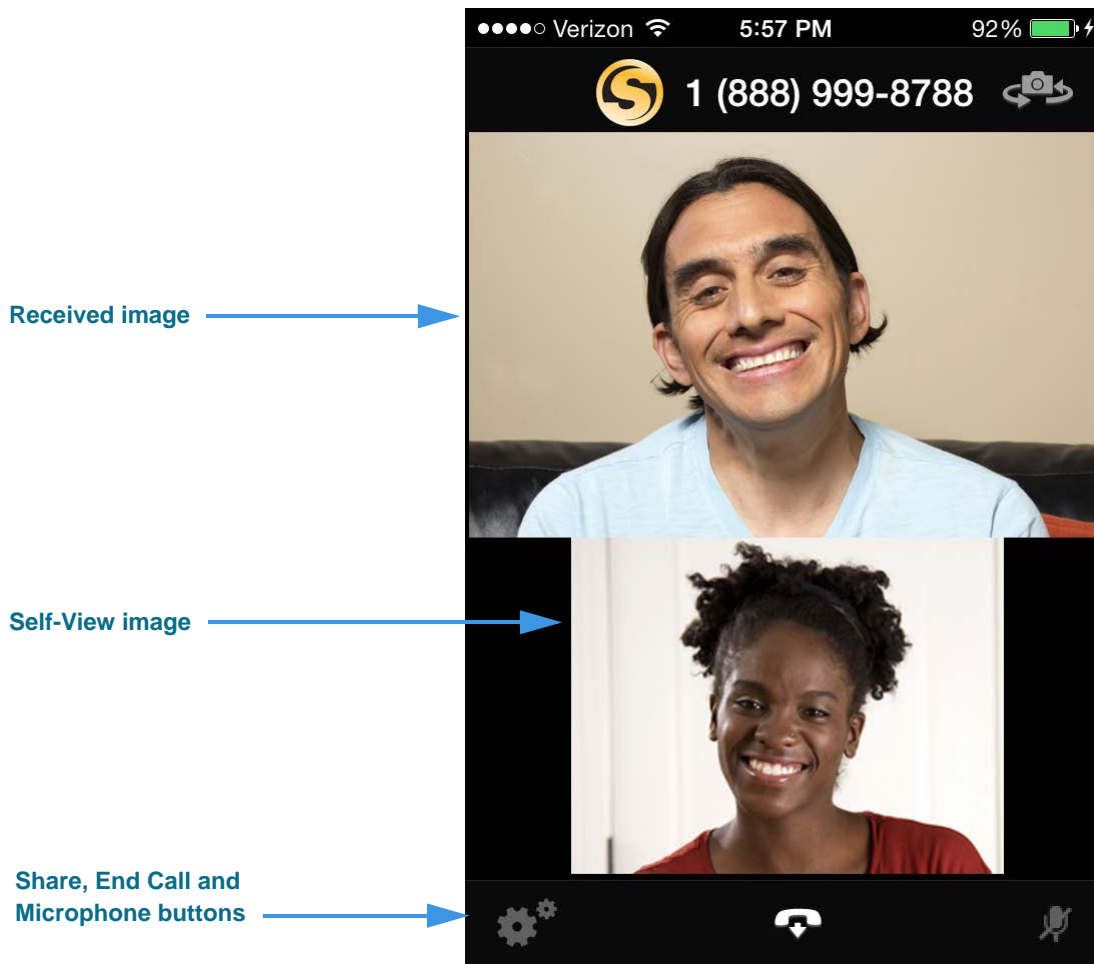 Verizon 5:57 PM 92%
S 1 (888) 999-8788
Received image
Self-View image
Share, End Call and
Microphone buttons